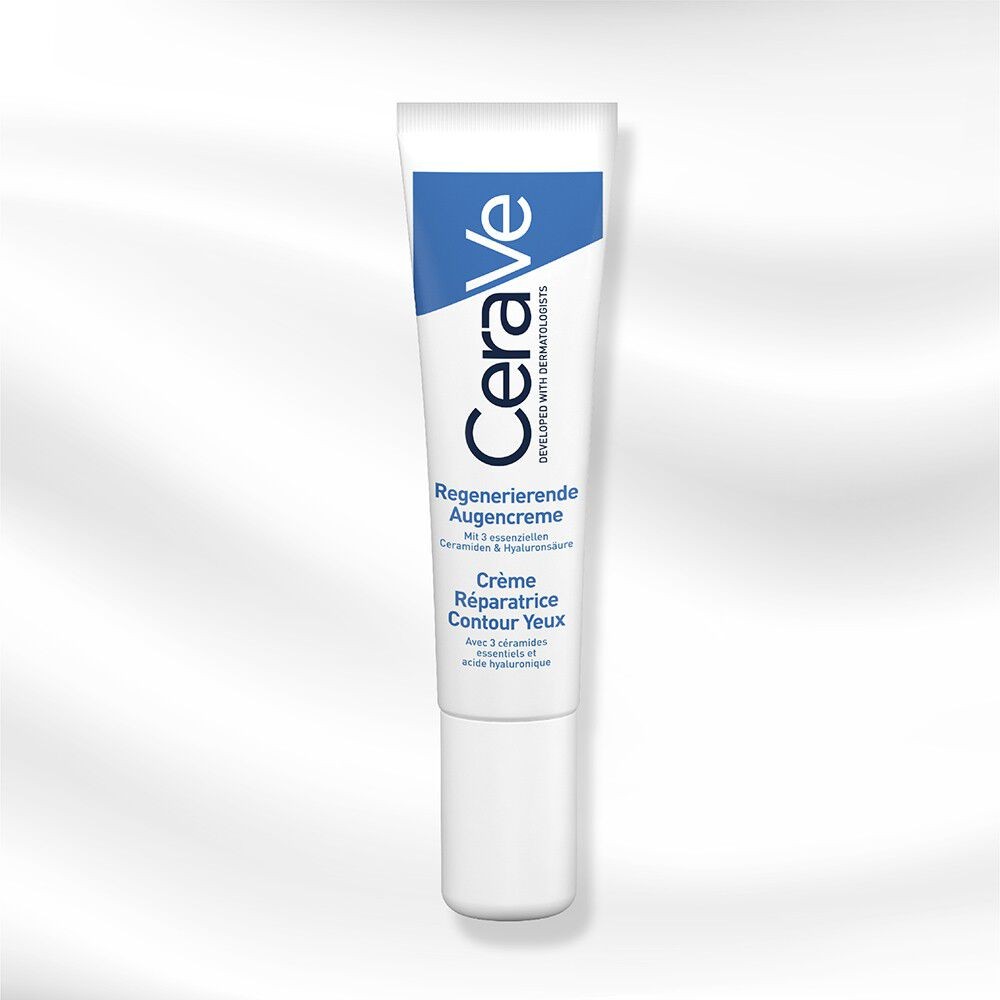 CeraVe
DEVELOPED WITH DERMATOLOGISTS
Regenerierende
Augencreme
Mit 3 essenziellen
Ceramiden & Hyaluronsäure
Crème
Réparatrice
Contour Yeux
Avec 3 céramides
essentiels et
acide hyaluronique